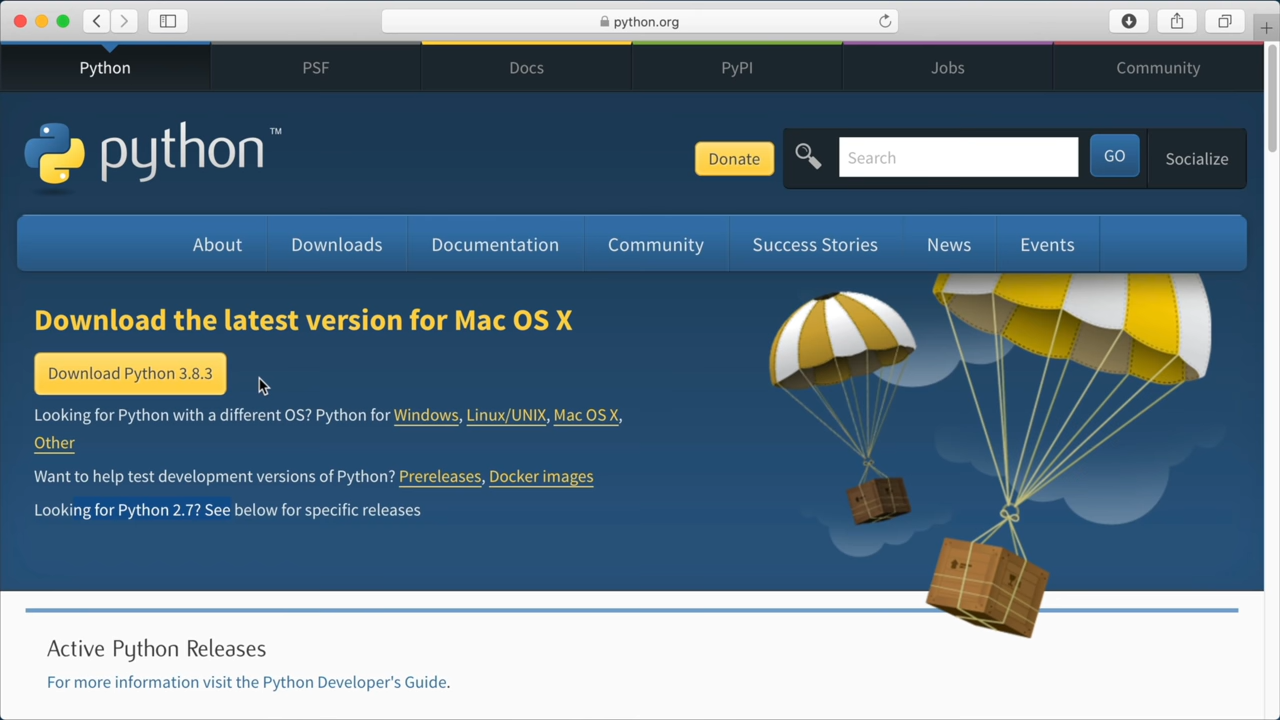 python.org
Python PSF Docs PyPI Jobs Community
python™
Donate Search GO Socialize
About Downloads Documentation Community Success Stories News Events
Download the latest version for Mac OS X
Download Python 3.8.3
Looking for Python with a different OS? Python for Windows, Linux/UNIX, Mac OS X,
Other
Want to help test development versions of Python? Prereleases, Docker images
Looking for Python 2.7? See below for specific releases
Active Python Releases
For more information visit the Python Developer's Guide.